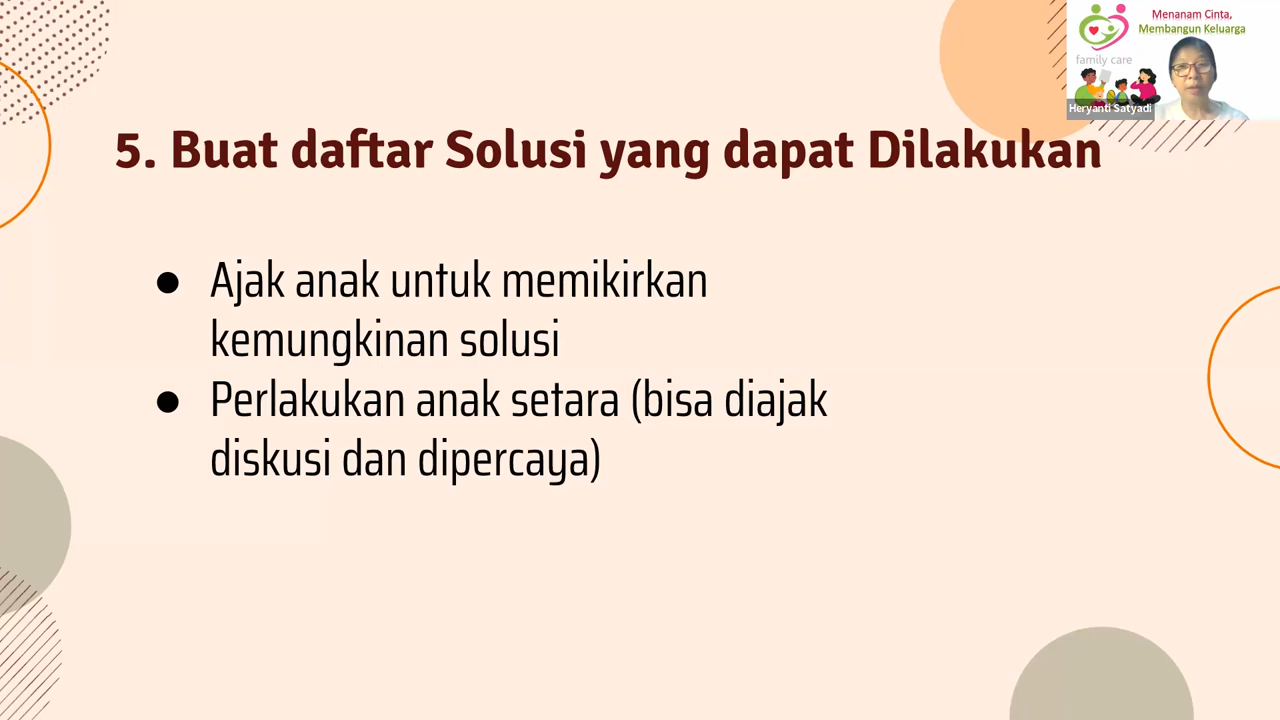 Menanam Cinta,
Membangun Keluarga
family care
Heryanti Satyadi
5. Buat daftar Solusi yang dapat Dilakukan
● Ajak anak untuk memikirkan
kemungkinan solusi
● Perlakukan anak setara (bisa diajak
diskusi dan dipercaya)